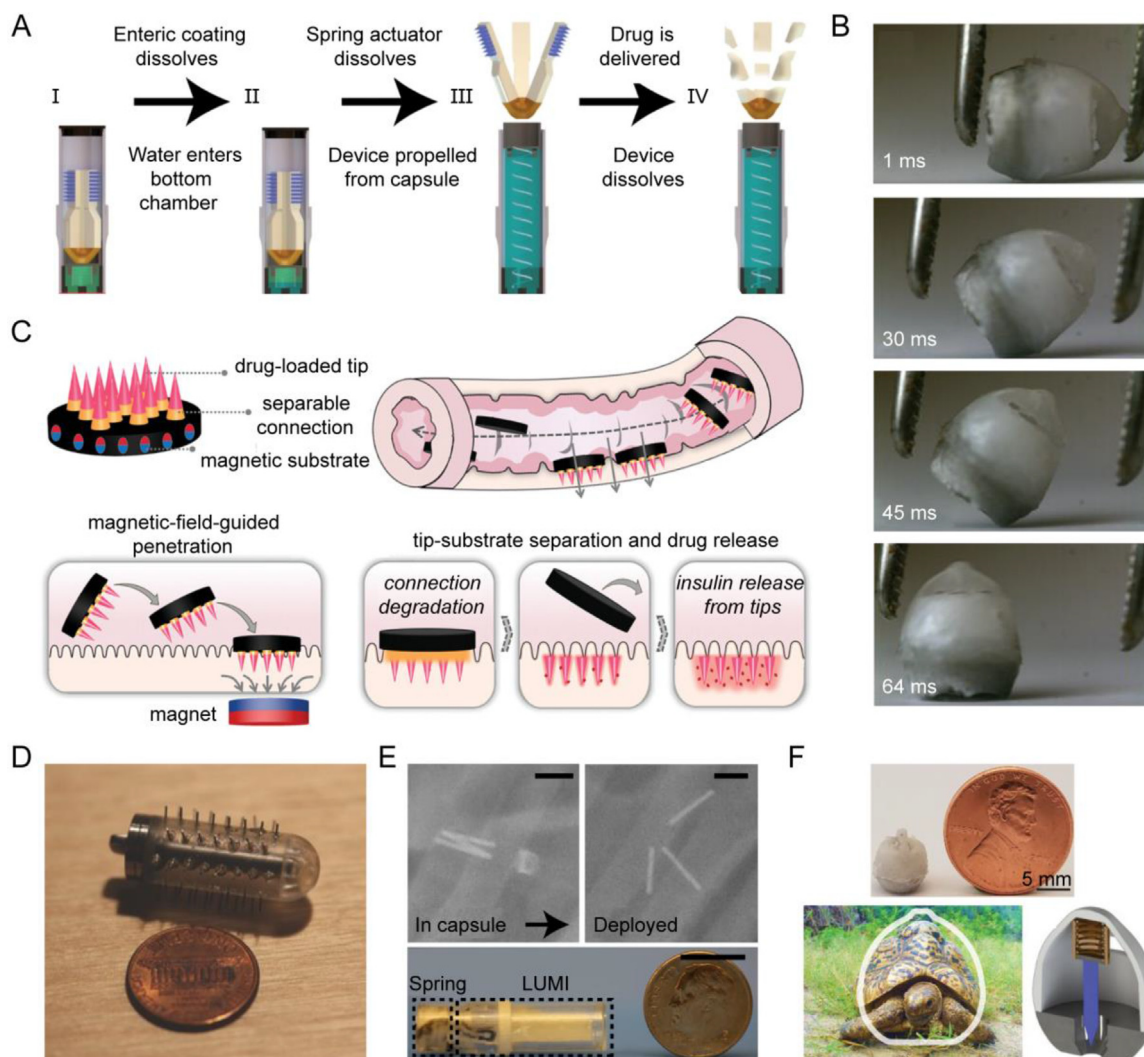 A
Enteric coating
dissolves
Spring actuator
dissolves
Drug is
delivered
I
II
III
IV
Water enters
bottom
chamber
Device propelled
from capsule
Device
dissolves
B
1 ms
30 ms
45 ms
64 ms
C
drug-loaded tip
separable
connection
magnetic substrate
magnetic-field-guided
penetration
tip-substrate separation and drug release
connection
degradation
insulin release
from tips
magnet
D
E
In capsule
Deployed
Spring
LUMI
F
5 mm